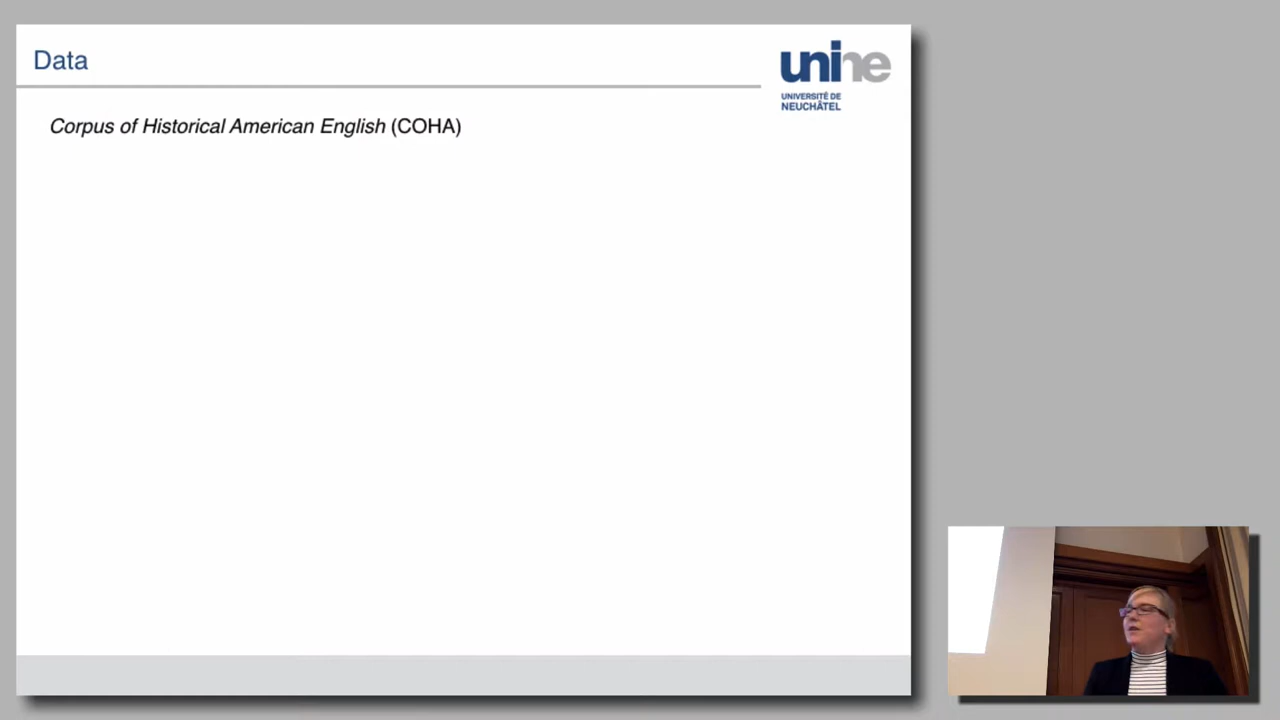 Data
unine
UNIVERSITÉ DE
NEUCHÂTEL
Corpus of Historical American English (COHA)